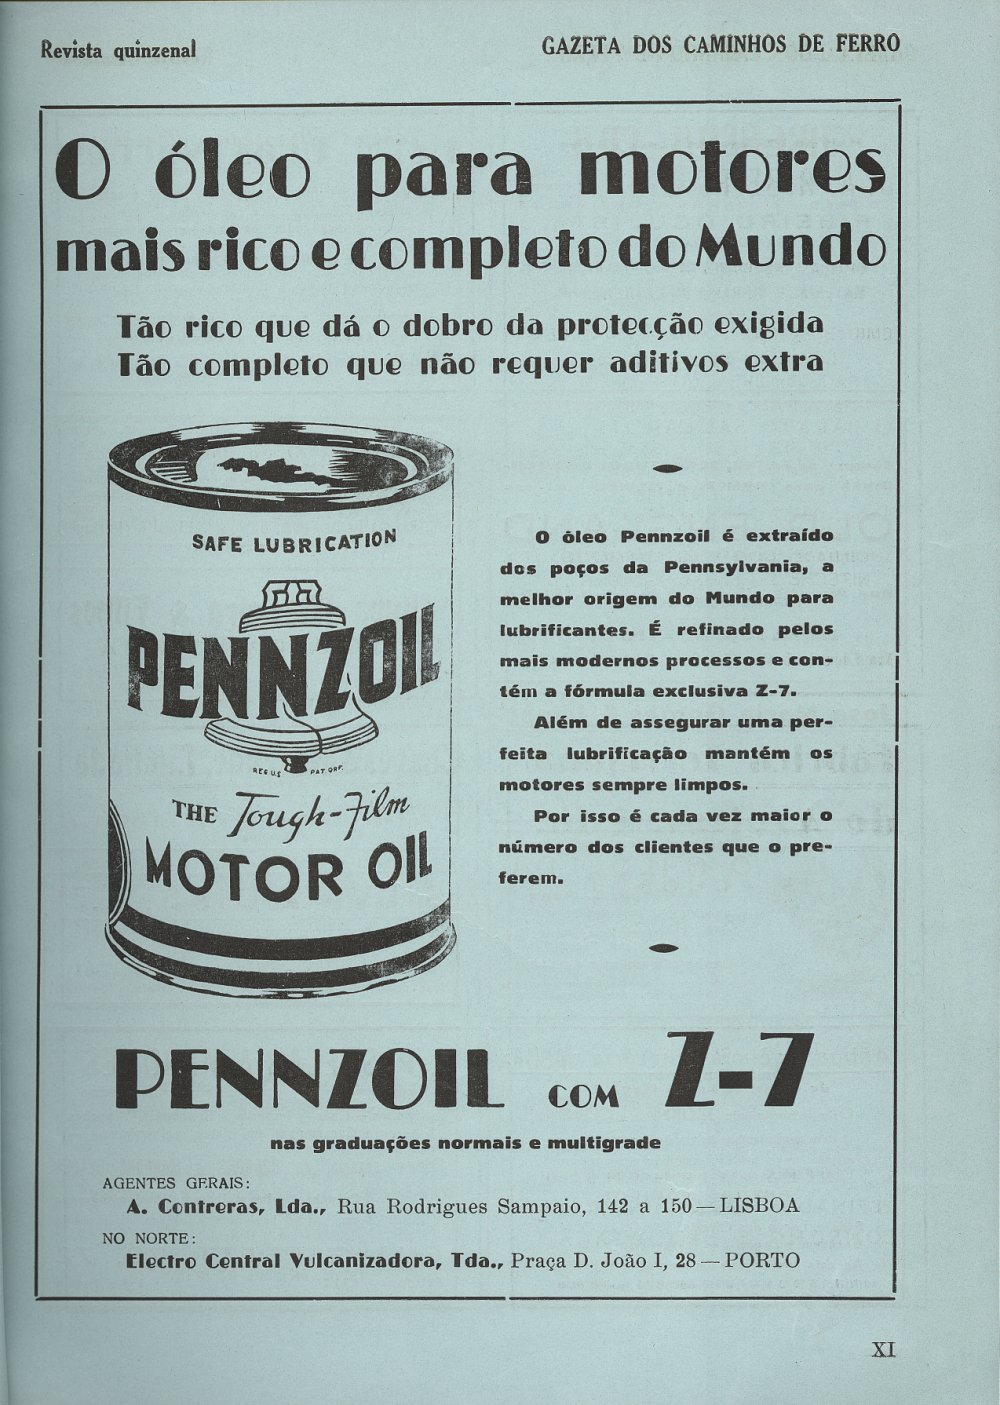 Revista quinzenal
GAZETA DOS CAMINHOS DE FERRO
O óleo para motores
mais rico e completo do Mundo
Tão rico que dá o dobro da protecção exigida
Tão completo que não requer aditivos extra
SAFE LUBRICATION
PENNZOIL
REG. U.S. PAT. OFF.
THE Tough-Film
MOTOR OIL
O óleo Pennzoil é extraído
dos poços da Pennsylvania, a
melhor origem do Mundo para
lubrificantes. É refinado pelos
mais modernos processos e con-
tém a fórmula exclusiva Z-7.
Além de assegurar uma per-
feita lubrificação mantém os
motores sempre limpos.
Por isso é cada vez maior o
número dos clientes que o pre-
ferem.
PENNZOIL COM Z-7
nas graduações normais e multigrade
AGENTES GERAIS:
A. Contreras, Lda., Rua Rodrigues Sampaio, 142 a 150 — LISBOA
NO NORTE:
Electro Central Vulcanizadora, Tda., Praça D. João I, 28 — PORTO
XI